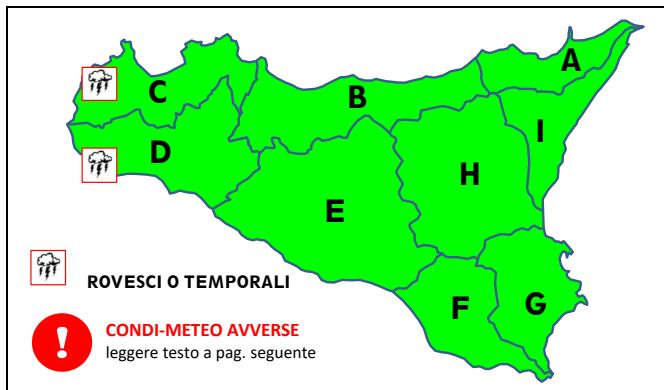 A
C
B
I
D
H
E
F
G
ROVESCI O TEMPORALI
!
CONDI-METEO AVVERSE
leggere testo a pag. seguente